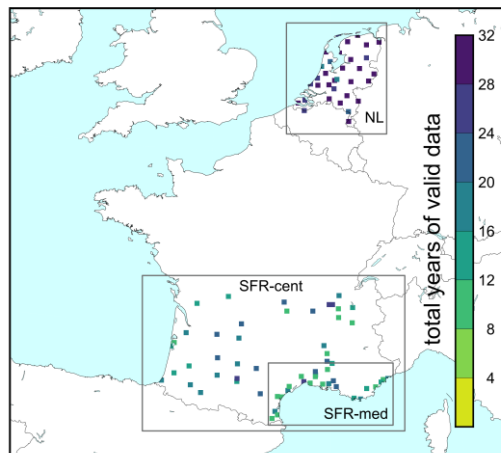 NL
SFR-cent
SFR-med
total years of valid data
32
28
24
20
16
12
8
4